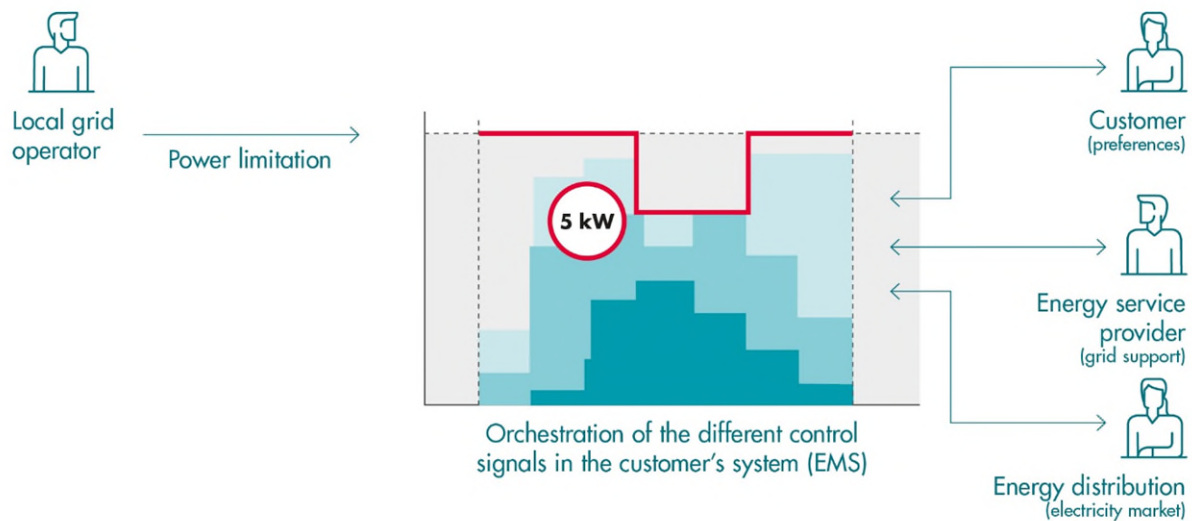 Local grid
operator
Power limitation
5 kW
Orchestration of the different control
signals in the customer's system (EMS)
Customer
(preferences)
Energy service
provider
(grid support)
Energy distribution
(electricity market)